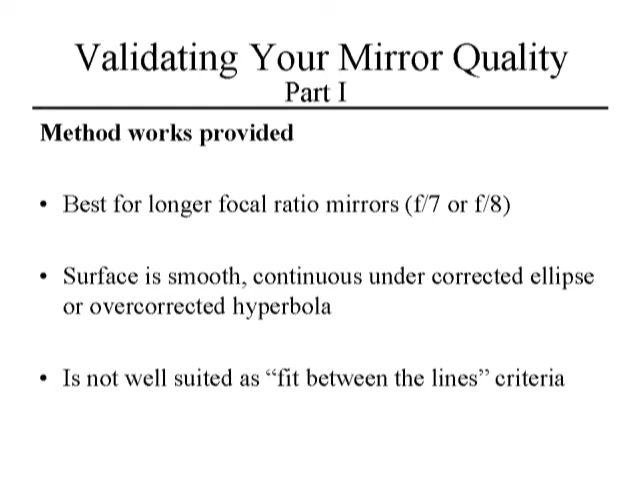 Validating Your Mirror Quality
Part I
Method works provided
• Best for longer focal ratio mirrors (f/7 or f/8)
• Surface is smooth, continuous under corrected ellipse
or overcorrected hyperbola
• Is not well suited as “fit between the lines” criteria